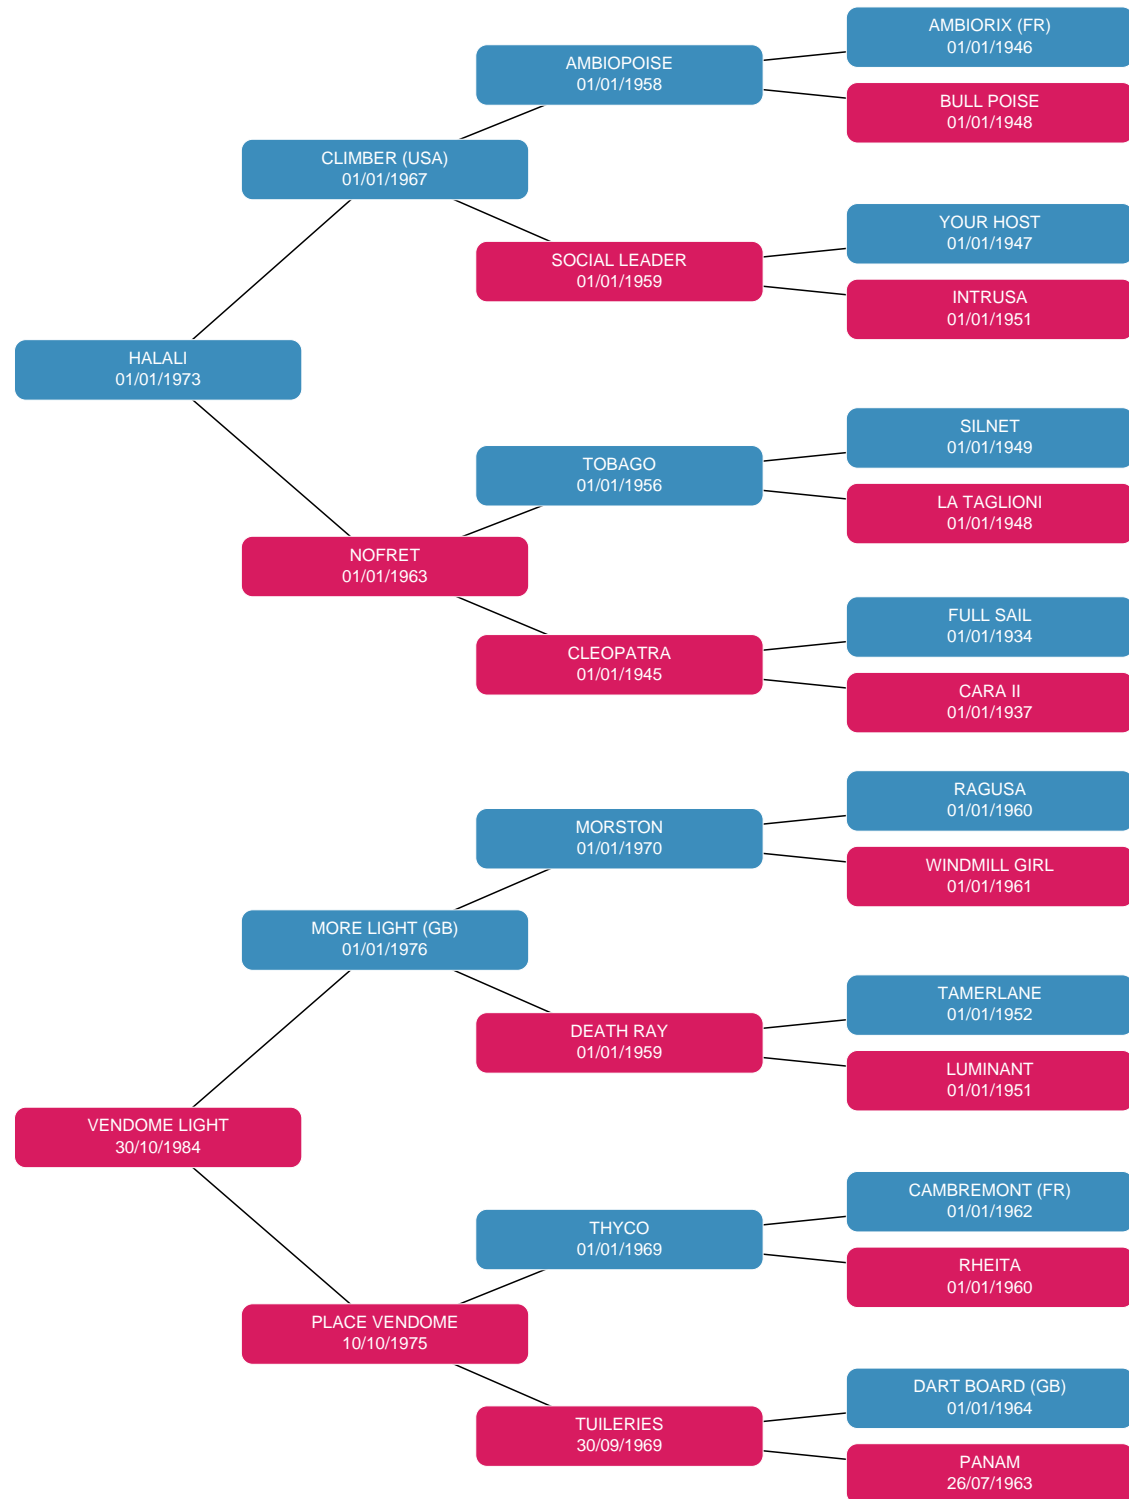 AMBIORIX (FR)
01/01/1946
AMBIOPOISE
01/01/1958
BULL POISE
01/01/1948
CLIMBER (USA)
01/01/1967
YOUR HOST
01/01/1947
SOCIAL LEADER
01/01/1959
INTRUSA
01/01/1951
HALALI
01/01/1973
SILNET
01/01/1949
TOBAGO
01/01/1956
LA TAGLIONI
01/01/1948
NOFRET
01/01/1963
FULL SAIL
01/01/1934
CLEOPATRA
01/01/1945
CARA II
01/01/1937
RAGUSA
01/01/1960
MORSTON
01/01/1970
WINDMILL GIRL
01/01/1961
MORE LIGHT (GB)
01/01/1976
TAMERLANE
01/01/1952
DEATH RAY
01/01/1959
LUMINANT
01/01/1951
VENDOME LIGHT
30/10/1984
CAMBREMONT (FR)
01/01/1962
THYCO
01/01/1969
RHEITA
01/01/1960
PLACE VENDOME
10/10/1975
DART BOARD (GB)
01/01/1964
TUILERIES
30/09/1969
PANAM
26/07/1963